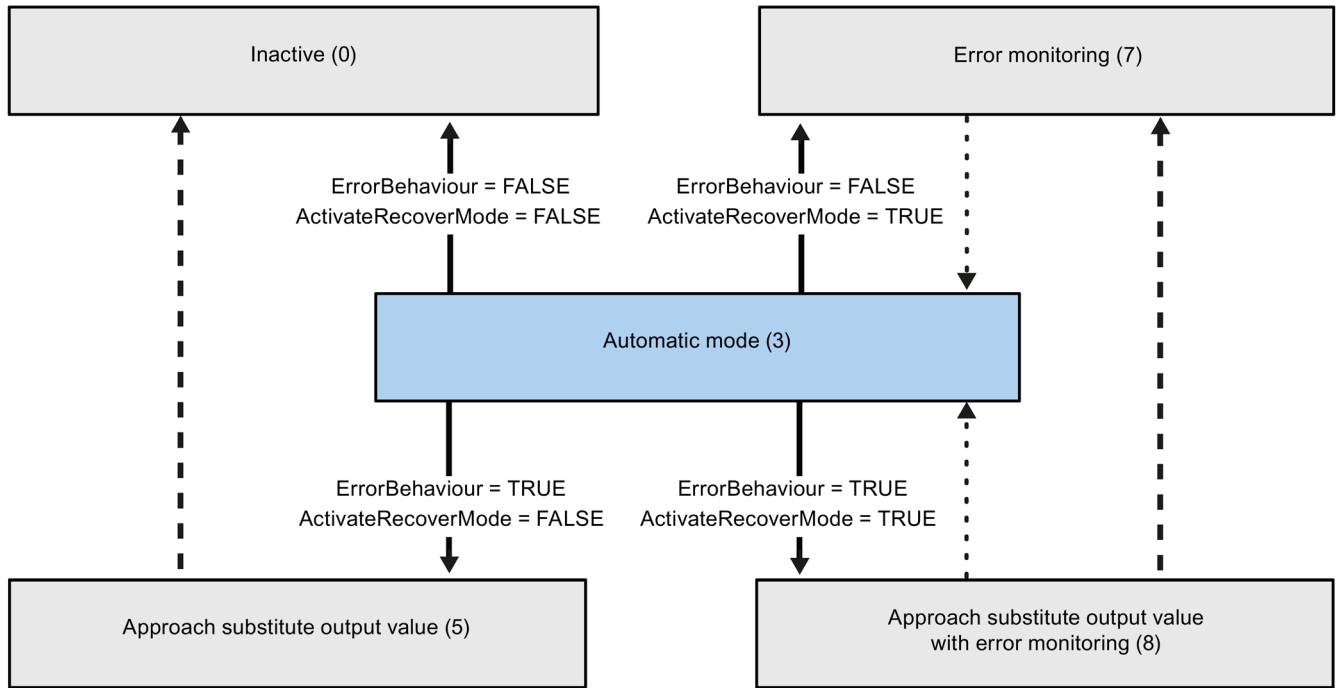 Inactive (0)
Error monitoring (7)
ErrorBehaviour = FALSE
ActivateRecoverMode = FALSE
ErrorBehaviour = FALSE
ActivateRecoverMode = TRUE
Automatic mode (3)
ErrorBehaviour = TRUE
ActivateRecoverMode = FALSE
ErrorBehaviour = TRUE
ActivateRecoverMode = TRUE
Approach substitute output value (5)
Approach substitute output value
with error monitoring (8)